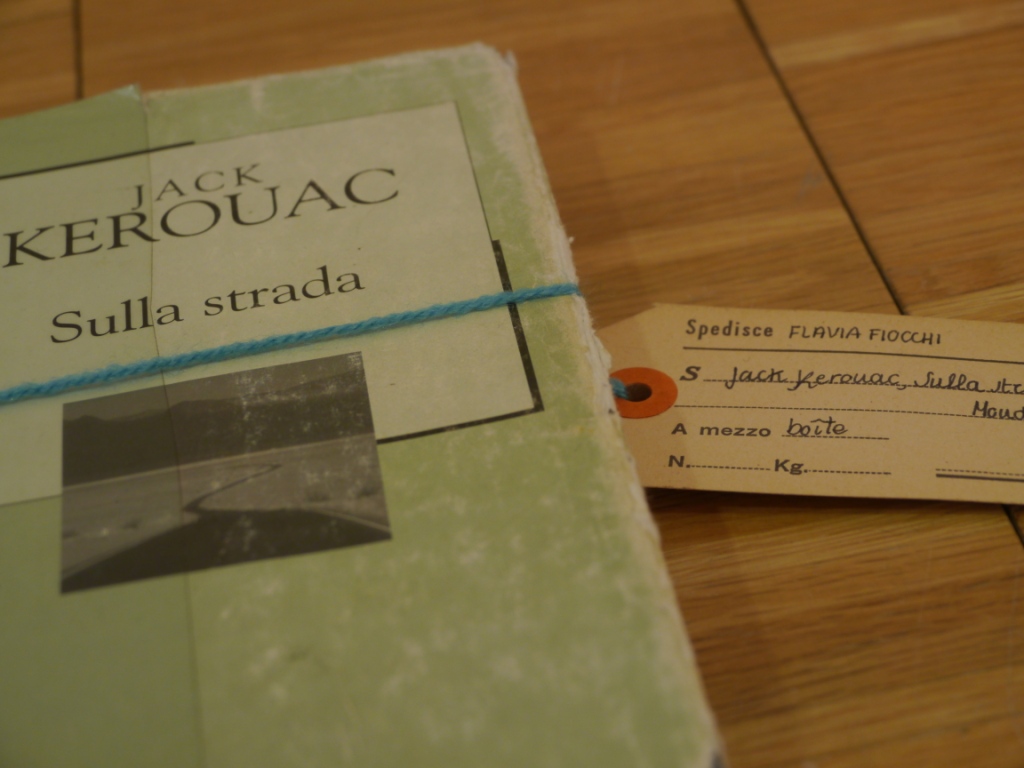 JACK
KEROUAC
Sulla strada
Spedisce FLAVIA FIOCCHI
S Jack Kerouac, Sulla
A mezzo boîte
N. Kg.